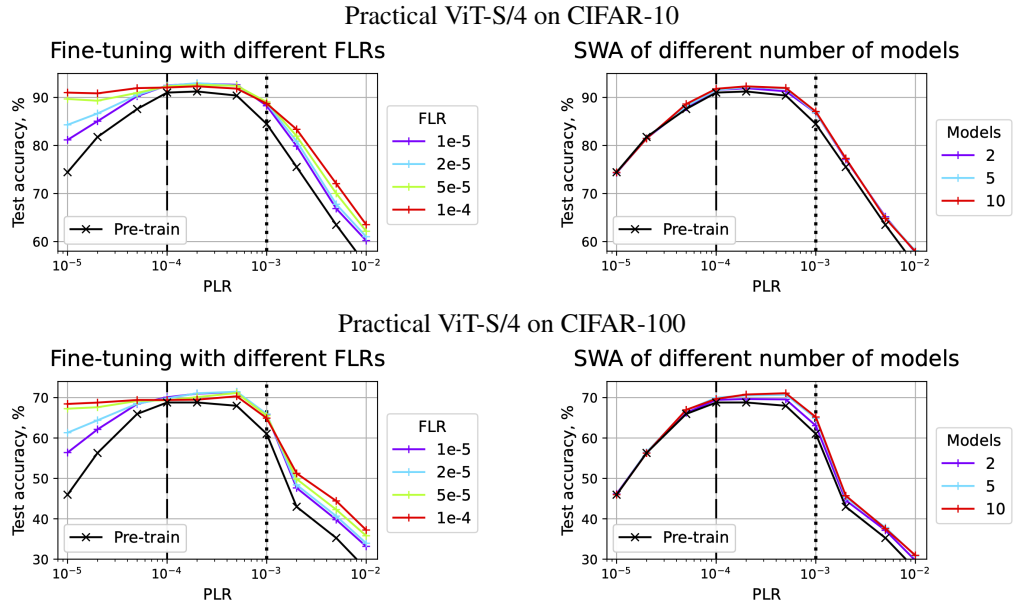 Practical ViT-S/4 on CIFAR-10
Fine-tuning with different FLRs
Test accuracy, %
90
80
70
60
10⁻⁵
10⁻⁴
10⁻³
10⁻²
PLR
Pre-train
FLR
1e-5
2e-5
5e-5
1e-4
SWA of different number of models
Test accuracy, %
90
80
70
60
10⁻⁵
10⁻⁴
10⁻³
10⁻²
PLR
Pre-train
Models
2
5
10
Practical ViT-S/4 on CIFAR-100
Fine-tuning with different FLRs
Test accuracy, %
70
60
50
40
30
10⁻⁵
10⁻⁴
10⁻³
10⁻²
PLR
Pre-train
FLR
1e-5
2e-5
5e-5
1e-4
SWA of different number of models
Test accuracy, %
70
60
50
40
30
10⁻⁵
10⁻⁴
10⁻³
10⁻²
PLR
Pre-train
Models
2
5
10